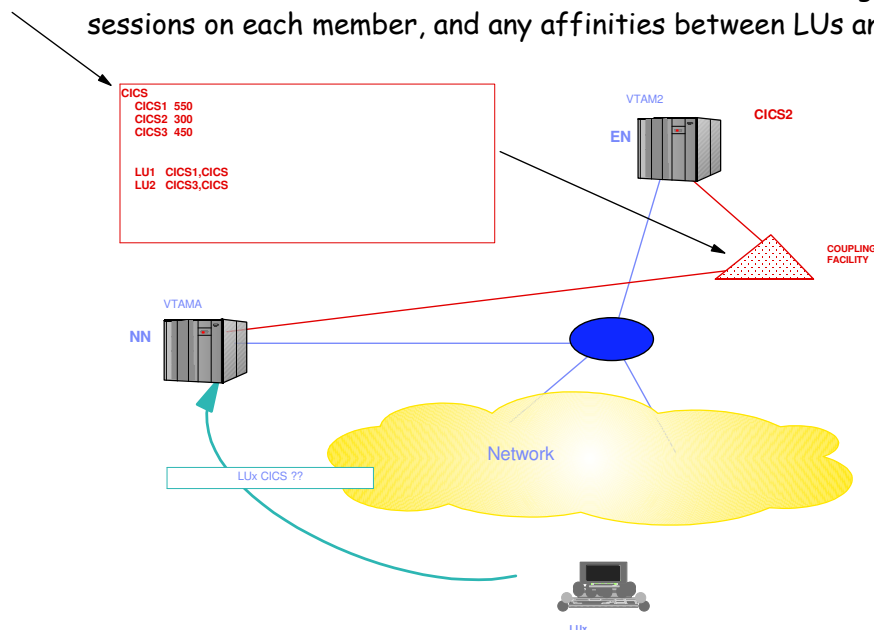 sessions on each member, and any affinities between LUs
CICS
CICS1 550
CICS2 300
CICS3 450
LU1 CICS1,CICS
LU2 CICS3,CICS
VTAM2
EN
CICS2
COUPLING
FACILITY
VTAMA
NN
Network
LUx CICS ??
LUx